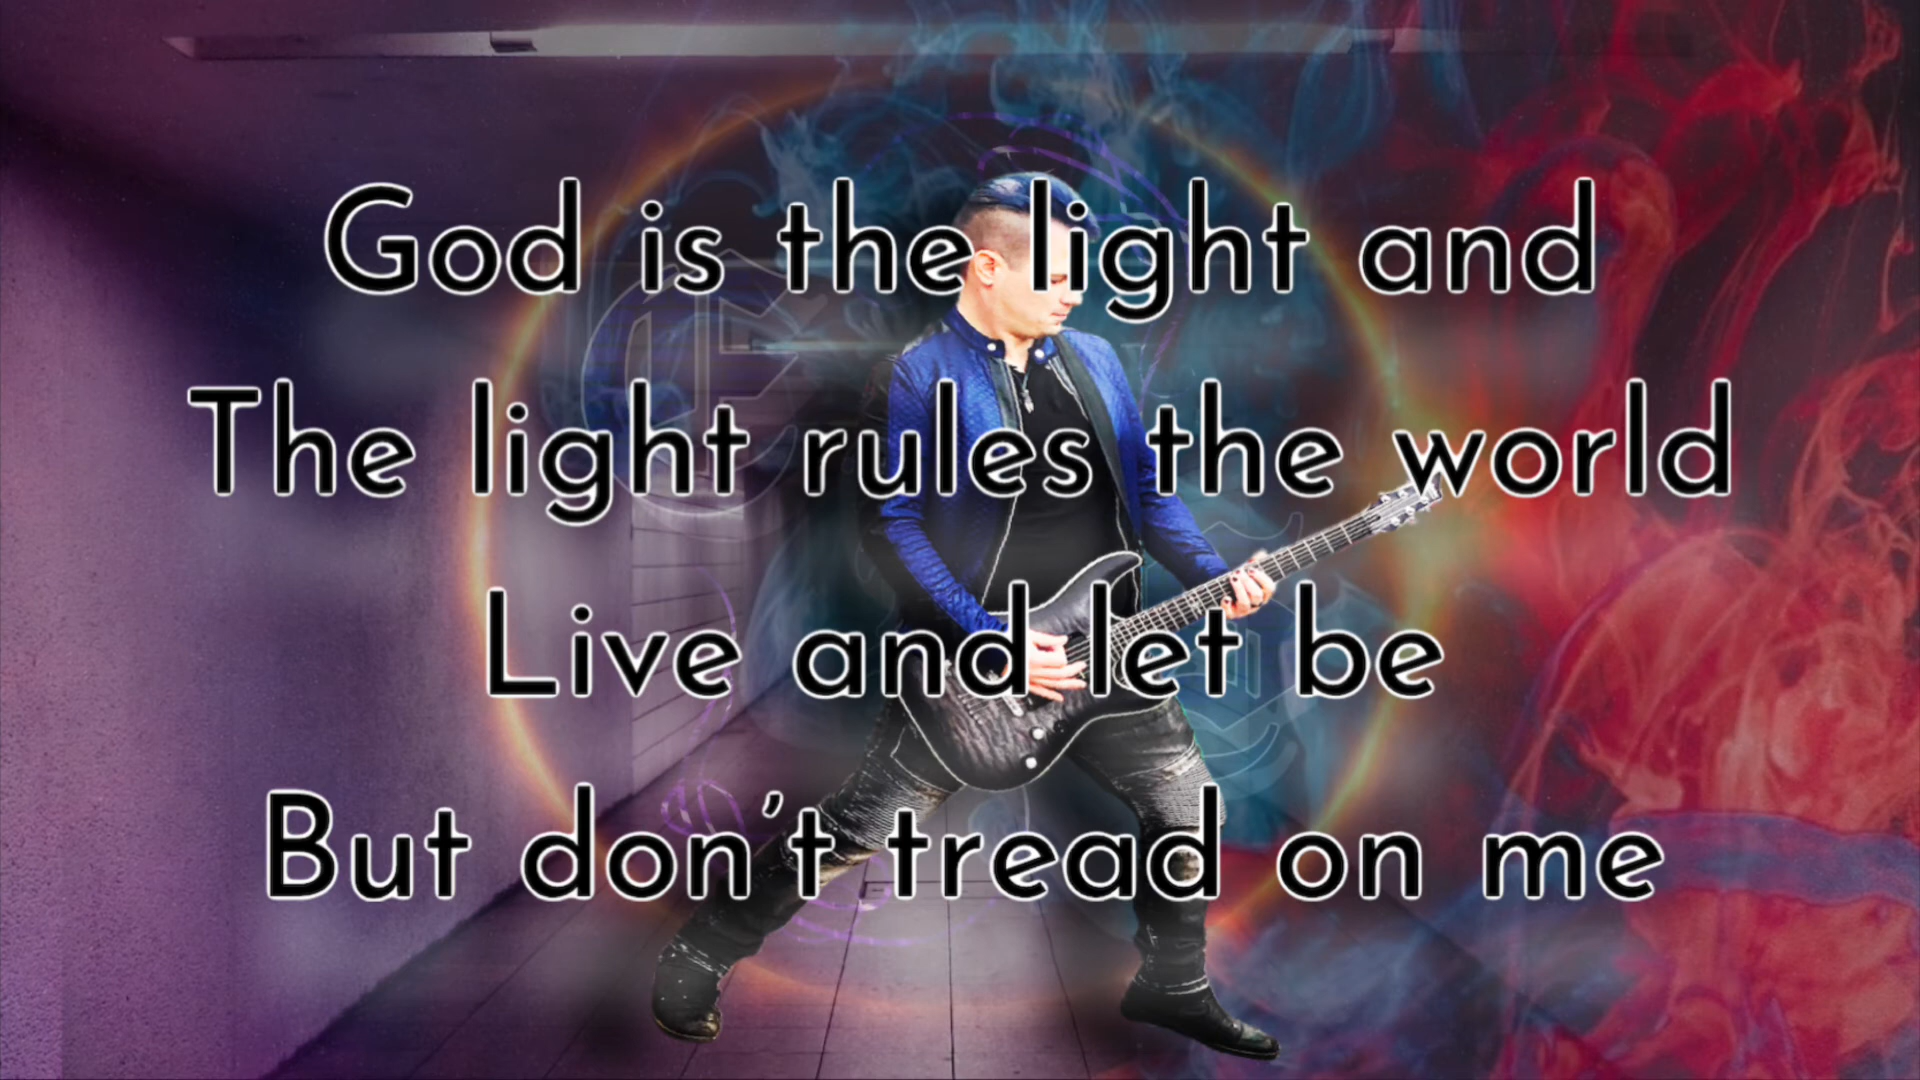 God is the light and
The light rules the world
Live and let be
But don't tread on me